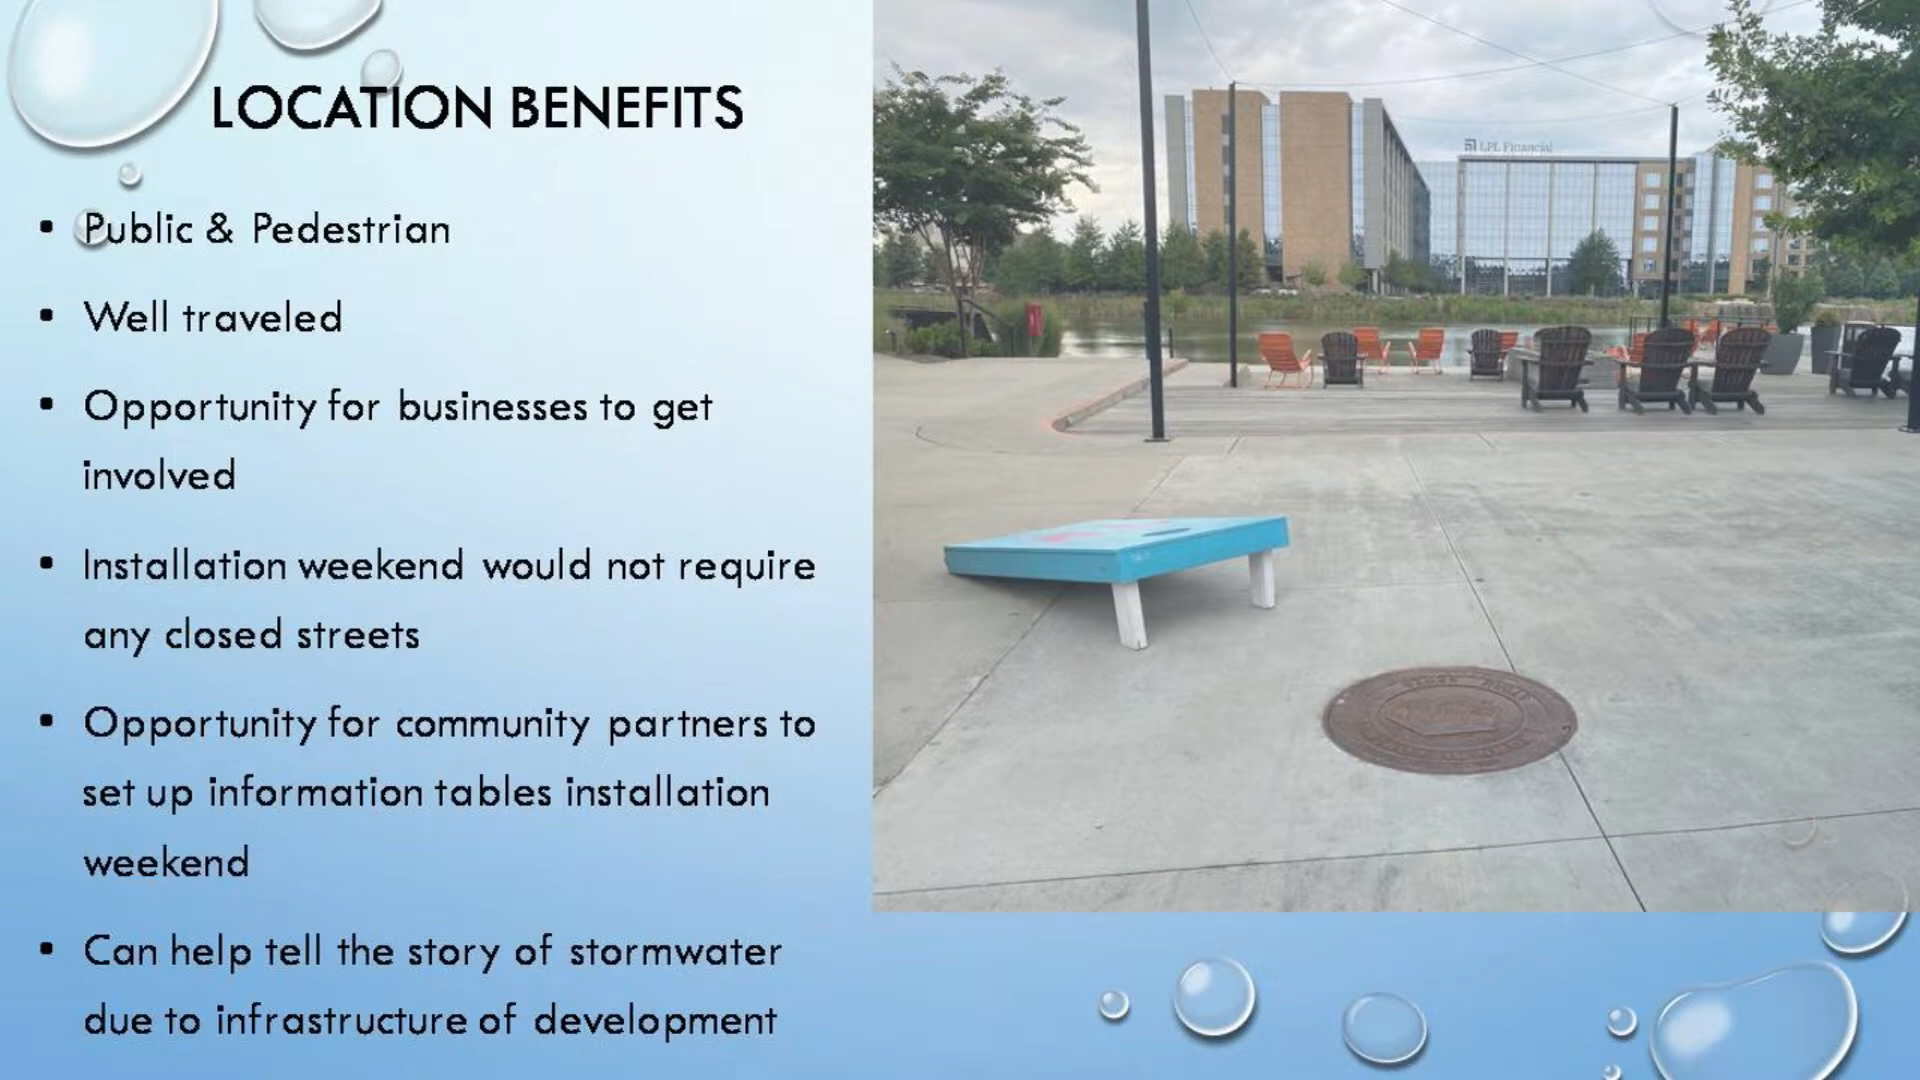 LOCATION BENEFITS
• Public & Pedestrian
• Well traveled
• Opportunity for businesses to get
involved
• Installation weekend would not require
any closed streets
• Opportunity for community partners to
set up information tables installation
weekend
• Can help tell the story of stormwater
due to infrastructure of development
LPL Financial